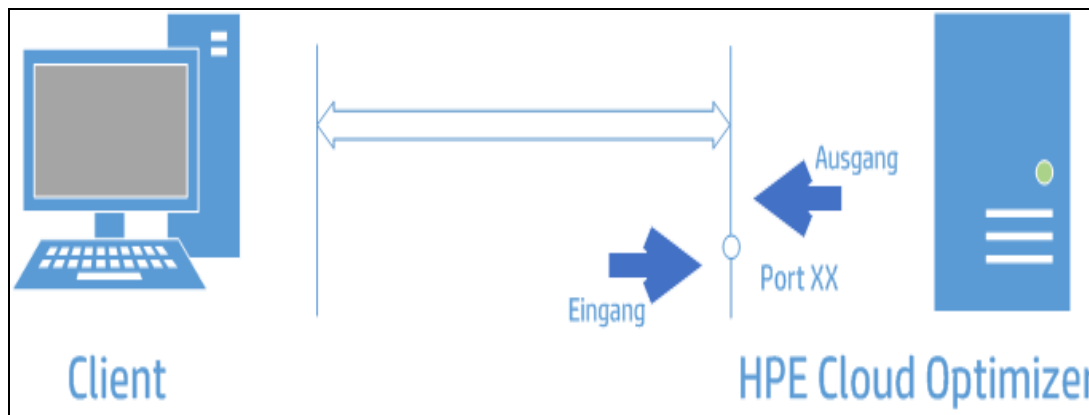 Ausgang
Eingang
Port XX
Client
HPE Cloud Optimizer